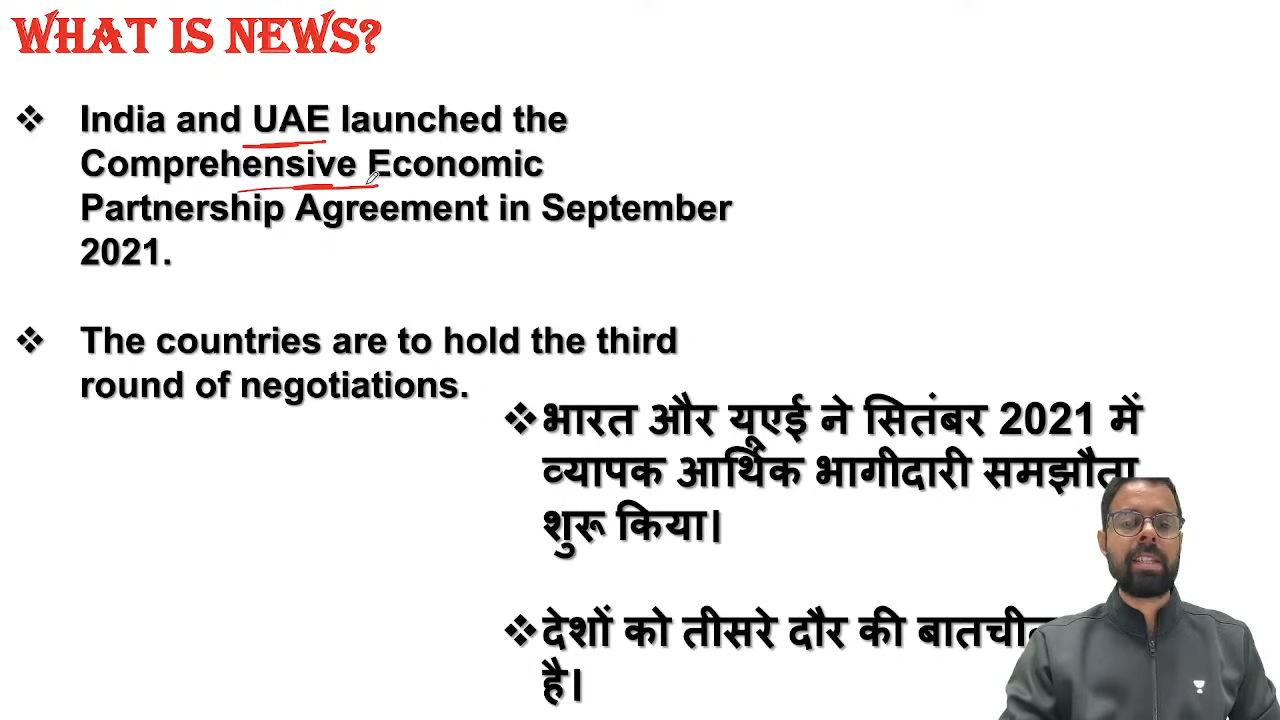 WHAT IS NEWS?
❖ India and UAE launched the
Comprehensive Economic
Partnership Agreement in September
2021.
❖ The countries are to hold the third
round of negotiations.
❖भारत और यूएई ने सितंबर 2021 में
व्यापक आर्थिक भागीदारी समझौता
शुरू किया।
❖देशों को तीसरे दौर की
है।